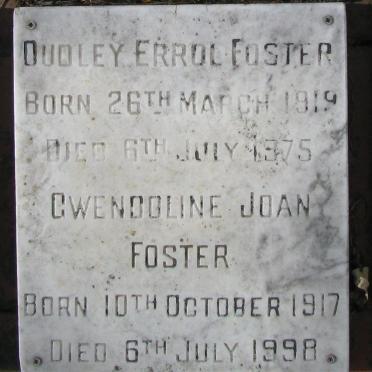 DUDLEY ERROL FOSTER
BORN 26TH MARCH 1919
DIED 6TH JULY 1975
GWENDOLINE JOAN
FOSTER
BORN 10TH OCTOBER 1917
DIED 6TH JULY 1998